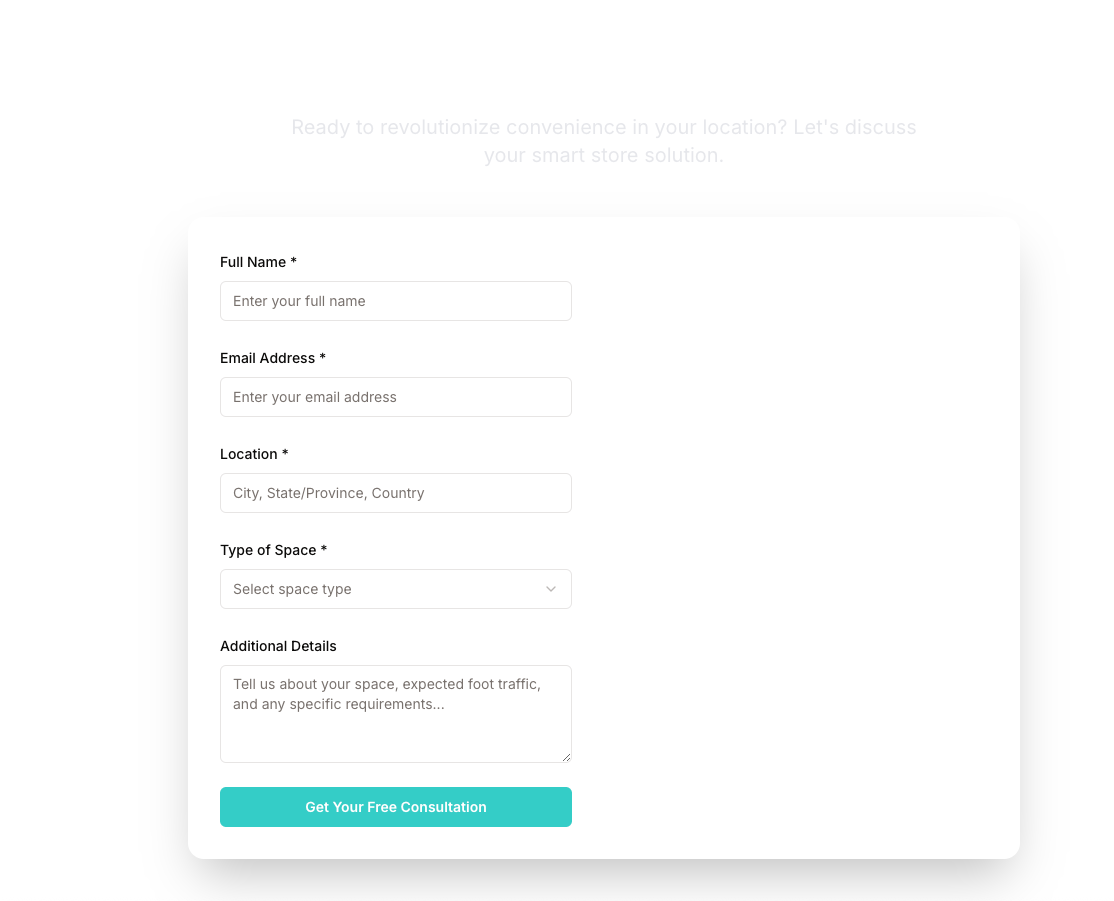 Ready to revolutionize convenience in your location? Let's discuss
your smart store solution.
Full Name *
Enter your full name
Email Address *
Enter your email address
Location *
City, State/Province, Country
Type of Space *
Select space type
Additional Details
Tell us about your space, expected foot traffic,
and any specific requirements...
Get Your Free Consultation